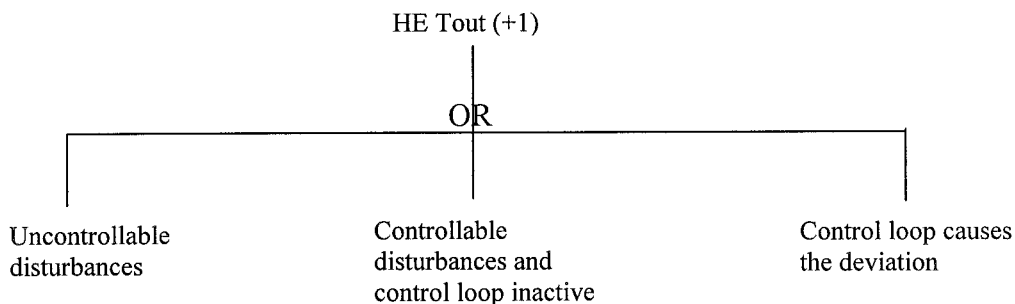 HE Tout (+1)
OR
Uncontrollable
disturbances
Controllable
disturbances and
control loop inactive
Control loop causes
the deviation